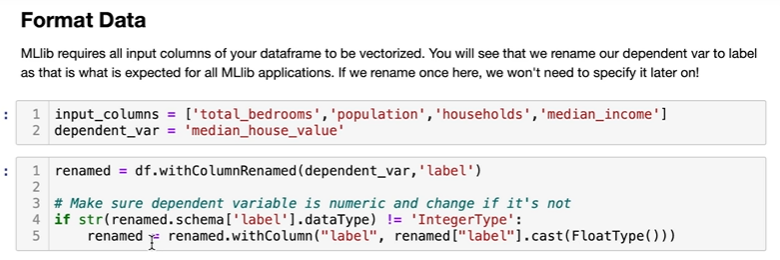 Format Data
MLlib requires all input columns of your dataframe to be vectorized. You will see that we rename our dependent var to label
as that is what is expected for all MLlib applications. If we rename once here, we won't need to specify it later on!
: 1 input_columns = ['total_bedrooms','population','households','median_income']
2 dependent_var = 'median_house_value'
: 1 renamed = df.withColumnRenamed(dependent_var,'label')
2
3 # Make sure dependent variable is numeric and change if it's not
4 if str(renamed.schema['label'].dataType) != 'IntegerType':
5 renamed = renamed.withColumn("label", renamed["label"].cast(FloatType()))